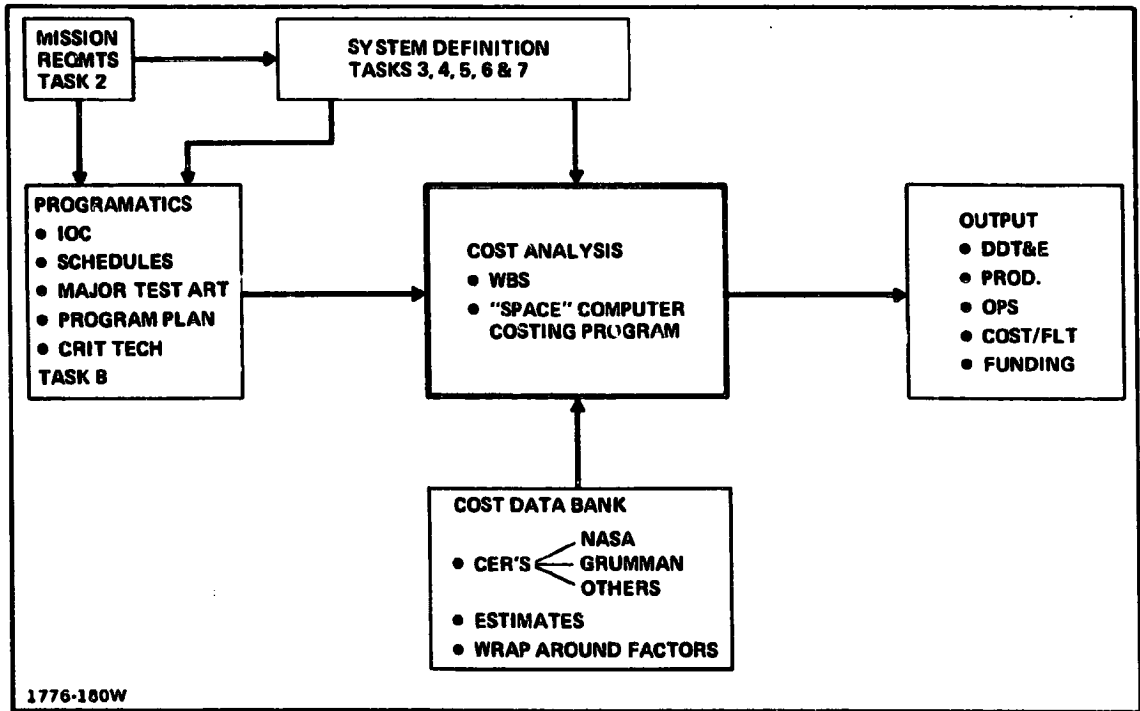 MISSION
REQMTS
TASK 2
SYSTEM DEFINITION
TASKS 3, 4, 5, 6 & 7
PROGRAMATICS
● IOC
● SCHEDULES
● MAJOR TEST ART
● PROGRAM PLAN
● CRIT TECH
TASK 8
COST ANALYSIS
● WBS
● "SPACE" COMPUTER
COSTING PROGRAM
OUTPUT
● DDT&E
● PROD.
● OPS
● COST/FLT
● FUNDING
COST DATA BANK
● CER'S
NASA
GRUMMAN
OTHERS
● ESTIMATES
● WRAP AROUND FACTORS
1776-180W